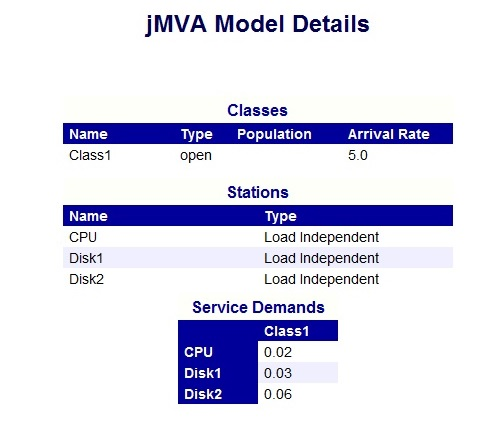 jMVA Model Details
Classes
Name Type Population Arrival Rate
Class1 open 5.0
Stations
Name Type
CPU Load Independent
Disk1 Load Independent
Disk2 Load Independent
Service Demands
Class1
CPU 0.02
Disk1 0.03
Disk2 0.06